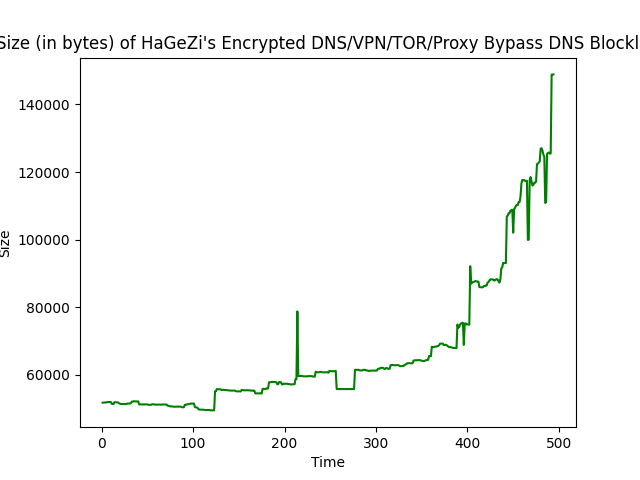 Size (in bytes) of HaGeZi's Encrypted DNS/VPN/TOR/Proxy Bypass DNS Blockl
140000
120000
100000
80000
60000
Size
0 100 200 300 400 500
Time